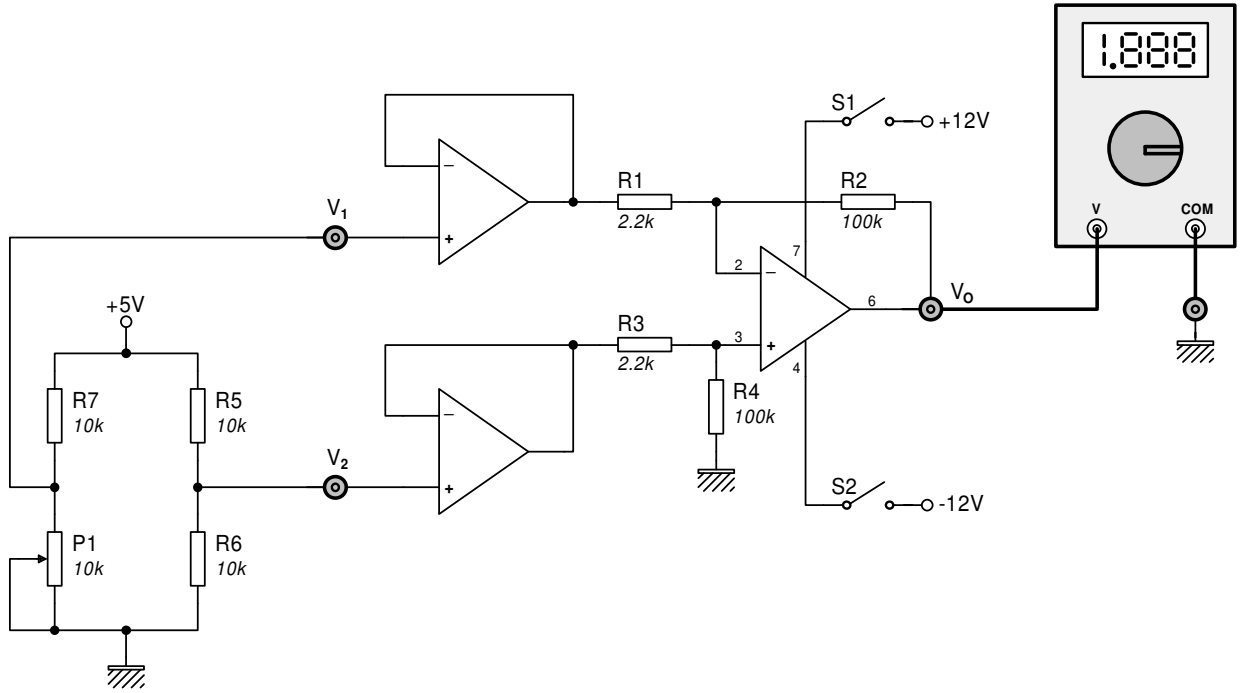 1.888
S1
+12V
R1
2.2k
R2
100k
V
COM
V1
7
2
−
+
6
VO
3
4
R3
2.2k
R4
100k
+5V
R7
10k
R5
10k
V2
−
+
−
+
S2
-12V
P1
10k
R6
10k